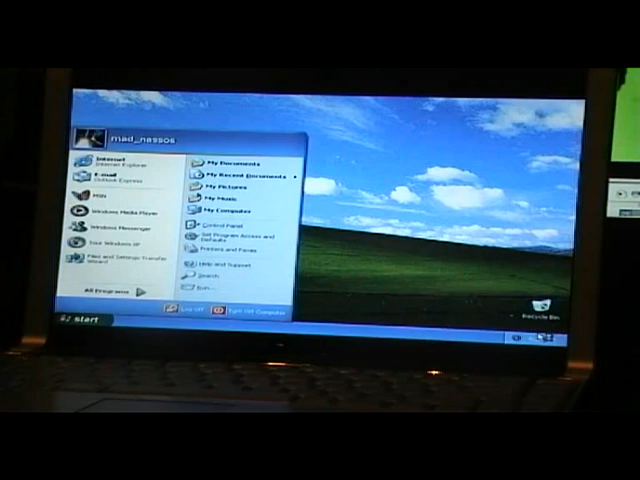 mad_nassos
Internet
Internet Explorer
E-mail
Outlook Express
MSN
Windows Media Player
Windows Messenger
Tour Windows XP
Files and Settings Transfer
Wizard
All Programs
My Documents
My Recent Documents
My Pictures
My Music
My Computer
Control Panel
Set Program Access and
Defaults
Printers and Faxes
Help and Support
Search
Run...
Log Off
Turn Off Computer
Recycle Bin
start